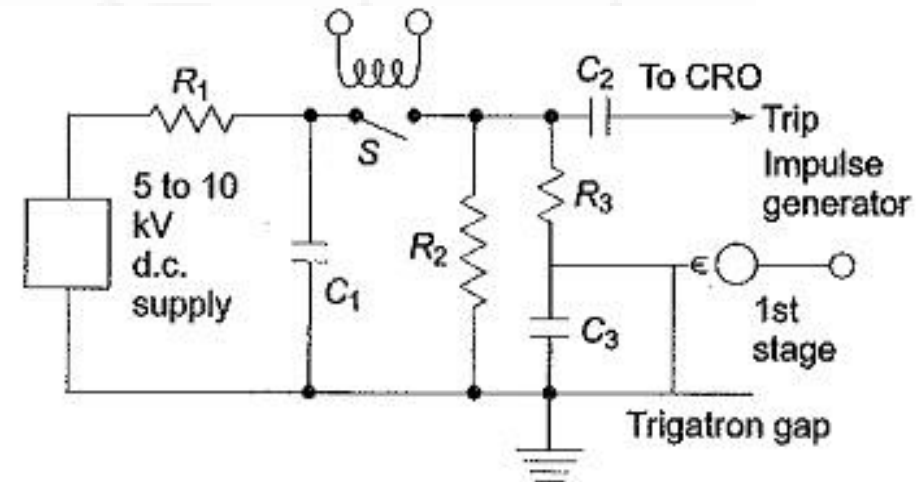 R1
5 to 10
kV
d.c.
supply
C1
S
R2
C2
To CRO
Trip
Impulse
generator
R3
C3
ϵ
1st
stage
Trigatron gap